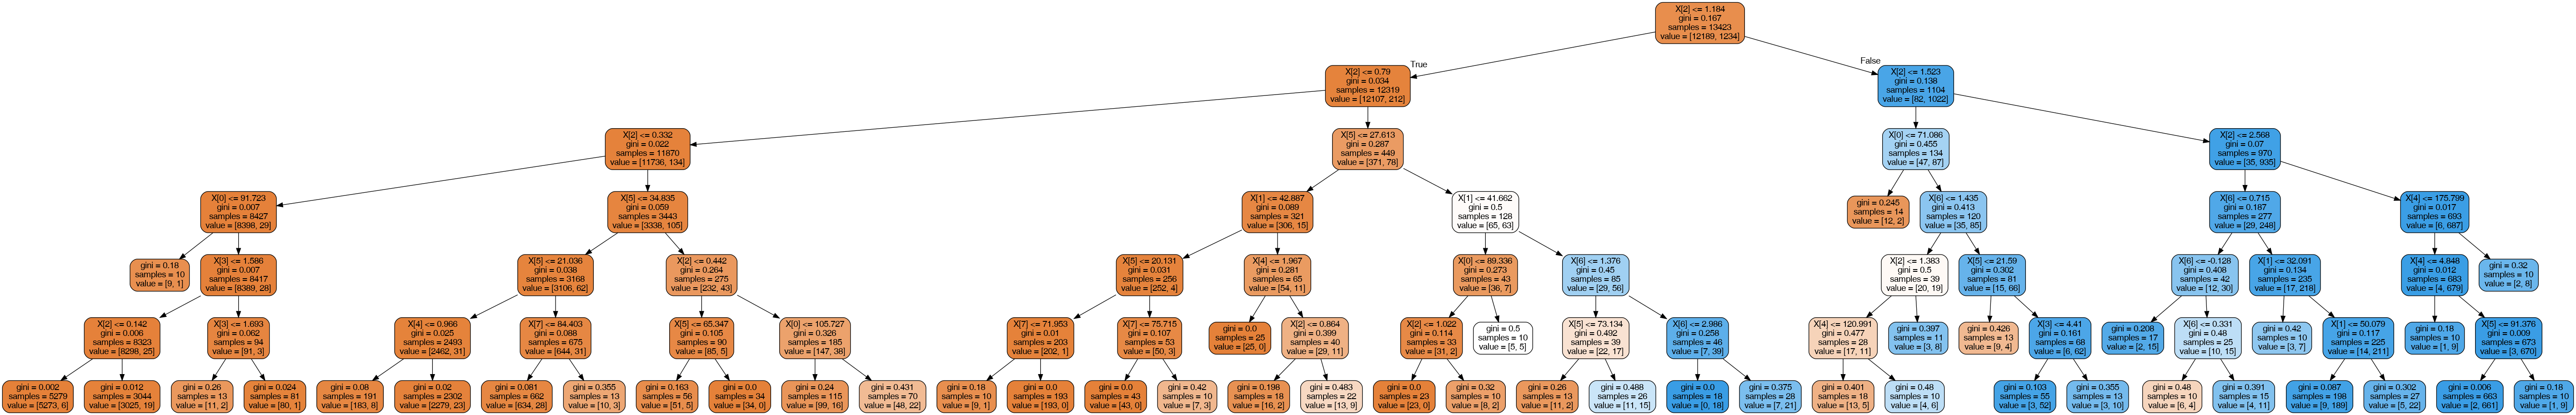 X[2] <= 1.184
gini = 0.167
samples = 13423
value = [12189, 1234]
True
False
X[2] <= 0.79
gini = 0.034
samples = 12319
value = [12107, 212]
X[2] <= 1.523
gini = 0.138
samples = 1104
value = [82, 1022]
X[2] <= 0.332
gini = 0.022
samples = 11870
value = [11736, 134]
X[5] <= 27.613
gini = 0.287
samples = 449
value = [371, 78]
X[0] <= 71.086
gini = 0.455
samples = 134
value = [47, 87]
X[2] <= 2.568
gini = 0.07
samples = 970
value = [35, 935]
X[0] <= 91.723
gini = 0.007
samples = 8427
value = [8398, 29]
X[5] <= 34.835
gini = 0.059
samples = 3443
value = [3338, 105]
X[1] <= 42.887
gini = 0.089
samples = 321
value = [306, 15]
X[1] <= 41.662
gini = 0.5
samples = 128
value = [65, 63]
gini = 0.245
samples = 14
value = [12, 2]
X[6] <= 1.435
gini = 0.413
samples = 120
value = [35, 85]
X[6] <= 0.715
gini = 0.187
samples = 277
value = [29, 248]
X[4] <= 175.799
gini = 0.017
samples = 693
value = [6, 687]
gini = 0.18
samples = 10
value = [9, 1]
X[3] <= 1.586
gini = 0.007
samples = 8417
value = [8389, 28]
X[5] <= 21.036
gini = 0.038
samples = 3168
value = [3106, 62]
X[2] <= 0.442
gini = 0.264
samples = 275
value = [232, 43]
X[5] <= 20.131
gini = 0.031
samples = 256
value = [252, 4]
X[4] <= 1.967
gini = 0.281
samples = 65
value = [54, 11]
X[0] <= 89.336
gini = 0.273
samples = 43
value = [36, 7]
X[6] <= 1.376
gini = 0.45
samples = 85
value = [29, 56]
X[2] <= 1.383
gini = 0.5
samples = 39
value = [20, 19]
X[5] <= 21.59
gini = 0.302
samples = 81
value = [15, 66]
X[6] <= -0.128
gini = 0.408
samples = 42
value = [12, 30]
X[1] <= 32.091
gini = 0.134
samples = 235
value = [17, 218]
X[4] <= 4.848
gini = 0.012
samples = 683
value = [4, 679]
gini = 0.32
samples = 10
value = [2, 8]
X[2] <= 0.142
gini = 0.006
samples = 8323
value = [8298, 25]
X[3] <= 1.693
gini = 0.062
samples = 94
value = [91, 3]
X[4] <= 0.966
gini = 0.025
samples = 2493
value = [2462, 31]
X[7] <= 84.403
gini = 0.088
samples = 675
value = [644, 31]
X[5] <= 65.347
gini = 0.105
samples = 90
value = [85, 5]
X[0] <= 105.727
gini = 0.326
samples = 185
value = [147, 38]
X[7] <= 71.953
gini = 0.01
samples = 203
value = [202, 1]
X[7] <= 75.715
gini = 0.107
samples = 53
value = [50, 3]
gini = 0.0
samples = 25
value = [25, 0]
X[2] <= 0.864
gini = 0.399
samples = 40
value = [29, 11]
X[2] <= 1.022
gini = 0.114
samples = 33
value = [31, 2]
gini = 0.5
samples = 10
value = [5, 5]
X[5] <= 73.134
gini = 0.492
samples = 39
value = [22, 17]
X[6] <= 2.986
gini = 0.258
samples = 46
value = [7, 39]
X[4] <= 120.991
gini = 0.477
samples = 28
value = [17, 11]
gini = 0.397
samples = 11
value = [3, 8]
gini = 0.426
samples = 13
value = [9, 4]
X[3] <= 4.41
gini = 0.161
samples = 68
value = [6, 62]
gini = 0.208
samples = 17
value = [2, 15]
X[6] <= 0.331
gini = 0.48
samples = 25
value = [10, 15]
gini = 0.42
samples = 10
value = [3, 7]
X[1] <= 50.079
gini = 0.117
samples = 225
value = [14, 211]
gini = 0.18
samples = 10
value = [1, 9]
X[5] <= 91.376
gini = 0.009
samples = 673
value = [3, 670]
gini = 0.002
samples = 5279
value = [5273, 6]
gini = 0.012
samples = 3044
value = [3025, 19]
gini = 0.26
samples = 13
value = [11, 2]
gini = 0.024
samples = 81
value = [80, 1]
gini = 0.08
samples = 191
value = [183, 8]
gini = 0.02
samples = 2302
value = [2279, 23]
gini = 0.081
samples = 662
value = [634, 28]
gini = 0.355
samples = 13
value = [10, 3]
gini = 0.163
samples = 56
value = [51, 5]
gini = 0.0
samples = 34
value = [34, 0]
gini = 0.24
samples = 115
value = [99, 16]
gini = 0.431
samples = 70
value = [48, 22]
gini = 0.18
samples = 10
value = [9, 1]
gini = 0.0
samples = 193
value = [193, 0]
gini = 0.0
samples = 43
value = [43, 0]
gini = 0.42
samples = 10
value = [7, 3]
gini = 0.198
samples = 18
value = [16, 2]
gini = 0.483
samples = 22
value = [13, 9]
gini = 0.0
samples = 23
value = [23, 0]
gini = 0.32
samples = 10
value = [8, 2]
gini = 0.26
samples = 13
value = [11, 2]
gini = 0.488
samples = 26
value = [11, 15]
gini = 0.0
samples = 18
value = [0, 18]
gini = 0.375
samples = 28
value = [7, 21]
gini = 0.401
samples = 18
value = [13, 5]
gini = 0.48
samples = 10
value = [4, 6]
gini = 0.103
samples = 55
value = [3, 52]
gini = 0.355
samples = 13
value = [3, 10]
gini = 0.48
samples = 10
value = [6, 4]
gini = 0.391
samples = 15
value = [4, 11]
gini = 0.087
samples = 198
value = [9, 189]
gini = 0.302
samples = 27
value = [5, 22]
gini = 0.006
samples = 663
value = [2, 661]
gini = 0.18
samples = 10
value = [1, 9]